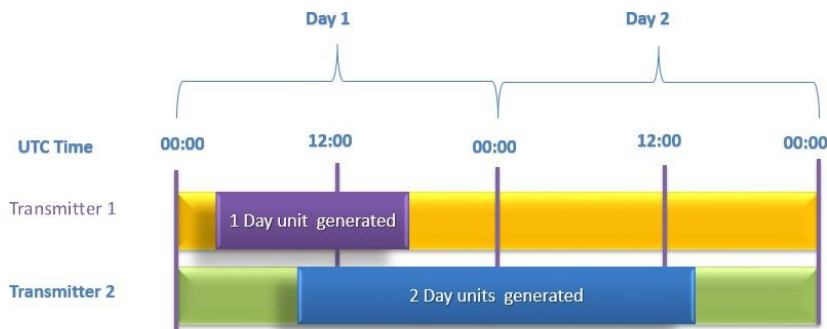 Day 1 Day 2
UTC Time 00:00 12:00 00:00 12:00 00:00
Transmitter 1 1 Day unit generated
Transmitter 2 2 Day units generated